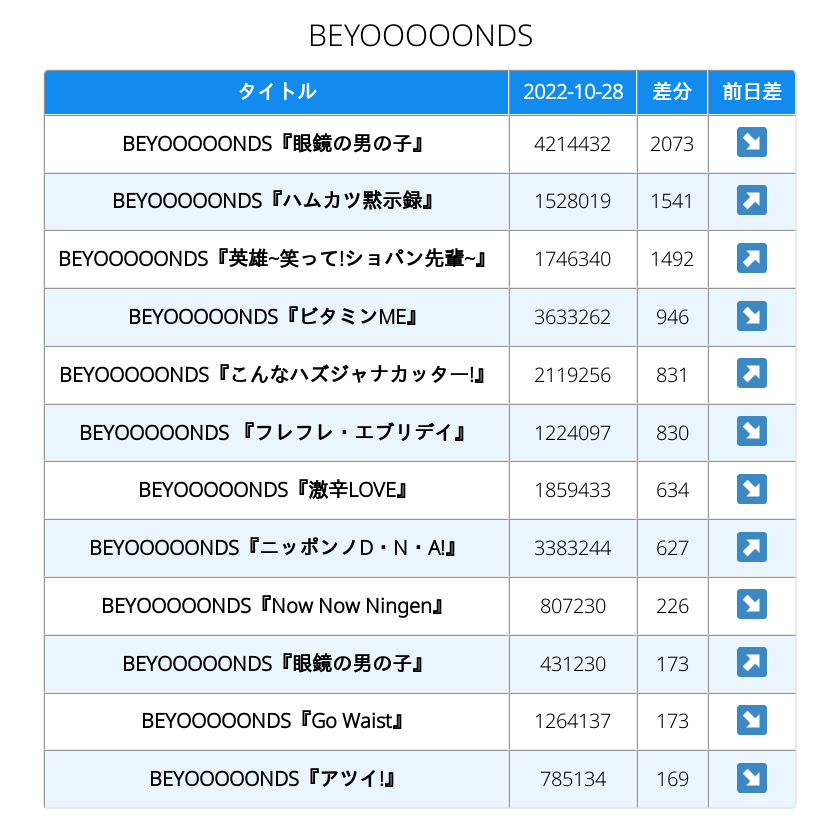 BEYOOOOONDS
タイトル 2022-10-28 差分 前日差
BEYOOOOONDS『眼鏡の男の子』 4214432 2073 ↘
BEYOOOOONDS『ハムカツ黙示録』 1528019 1541 ↗
BEYOOOOONDS『英雄~笑って!ショパン先輩~』 1746340 1492 ↗
BEYOOOOONDS『ビタミンME』 3633262 946 ↘
BEYOOOOONDS『こんなハズジャナカッター!』 2119256 831 ↗
BEYOOOOONDS 『フレフレ・エブリデイ』 1224097 830 ↘
BEYOOOOONDS『激辛LOVE』 1859433 634 ↘
BEYOOOOONDS『ニッポンノD・N・A!』 3383244 627 ↗
BEYOOOOONDS『Now Now Ningen』 807230 226 ↘
BEYOOOOONDS『眼鏡の男の子』 431230 173 ↗
BEYOOOOONDS『Go Waist』 1264137 173 ↘
BEYOOOOONDS『アツイ!』 785134 169 ↘